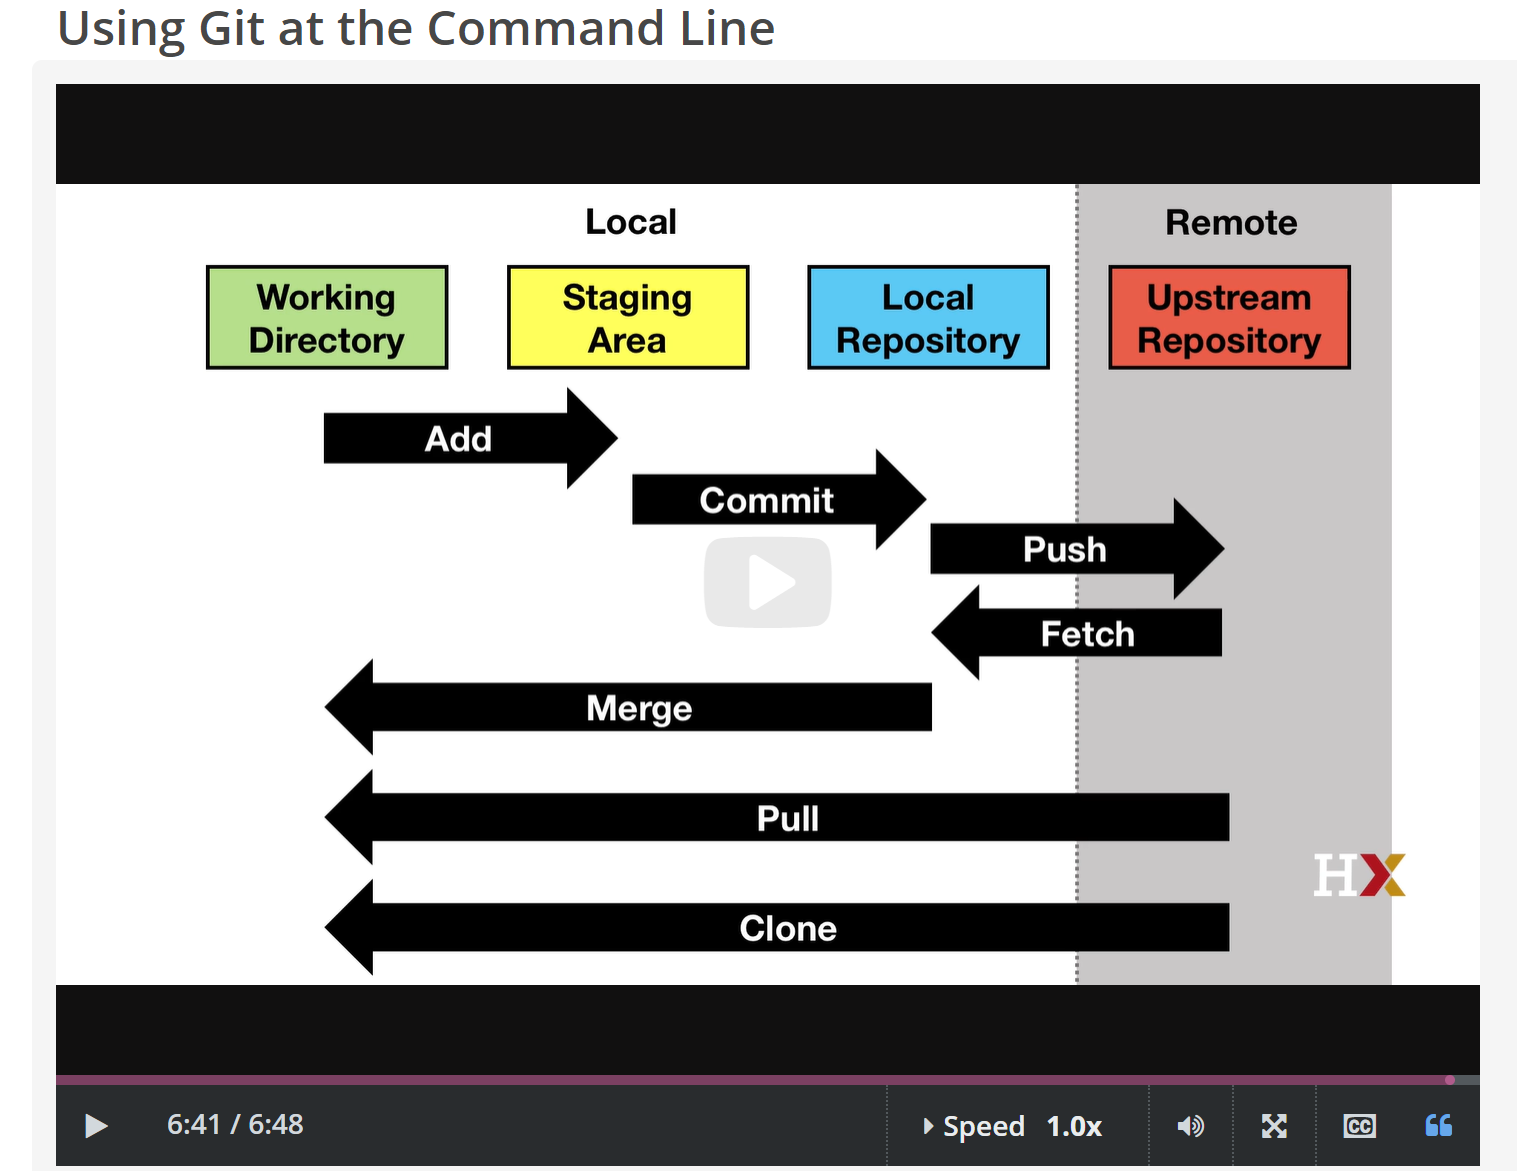 Using Git at the Command Line
Local
Remote
Working
Directory
Staging
Area
Local
Repository
Upstream
Repository
Add
Commit
Push
Fetch
Merge
Pull
Clone
HX
6:41 / 6:48
Speed 1.0x
CC